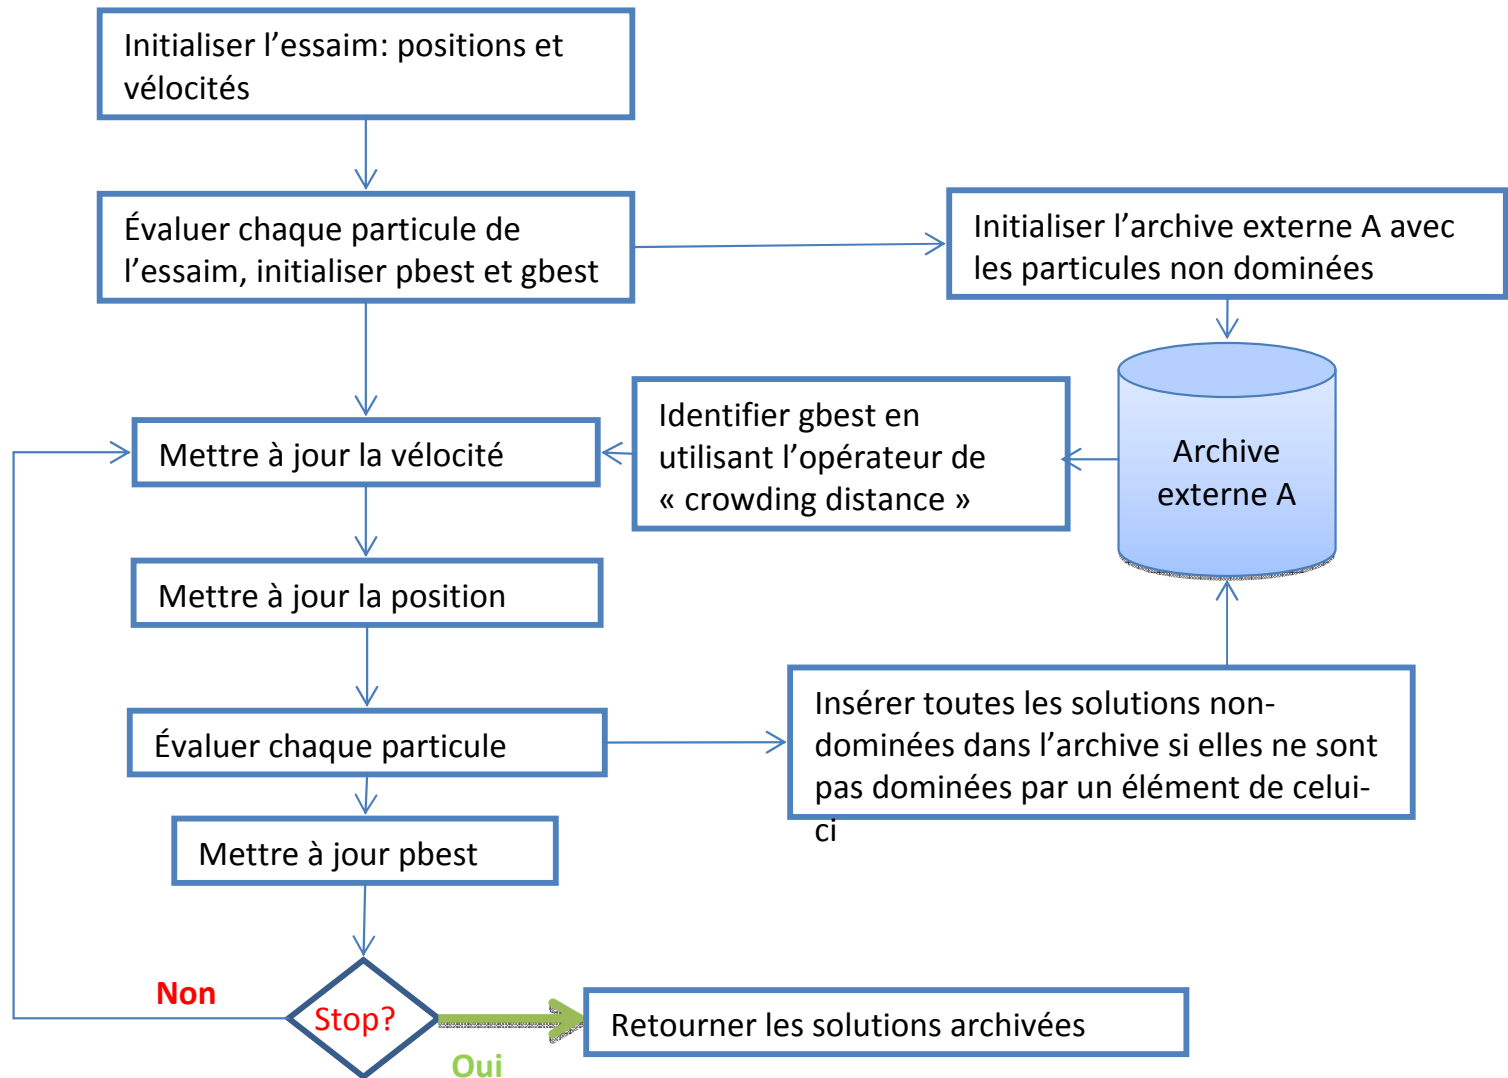 Initialiser l’essaim: positions et
vélocités
Évaluer chaque particule de
l’essaim, initialiser pbest et gbest
Initialiser l’archive externe A avec
les particules non dominées
Identifier gbest en
utilisant l’opérateur de
« crowding distance »
Archive
externe A
Mettre à jour la vélocité
Mettre à jour la position
Évaluer chaque particule
Insérer toutes les solutions non-
dominées dans l’archive si elles ne sont
pas dominées par un élément de celui-
ci
Mettre à jour pbest
Non
Stop?
Oui
Retourner les solutions archivées